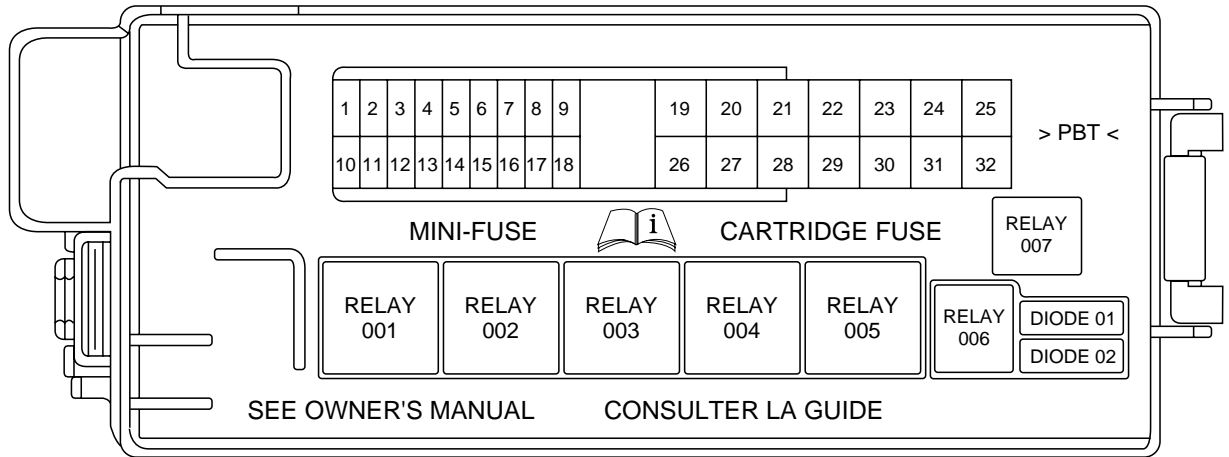 1 2 3 4 5 6 7 8 9 19 20 21 22 23 24 25
> PBT <
10 11 12 13 14 15 16 17 18 26 27 28 29 30 31 32
MINI-FUSE i CARTRIDGE FUSE
RELAY
007
RELAY
001
RELAY
002
RELAY
003
RELAY
004
RELAY
005
RELAY
006
DIODE 01
DIODE 02
SEE OWNER'S MANUAL CONSULTER LA GUIDE